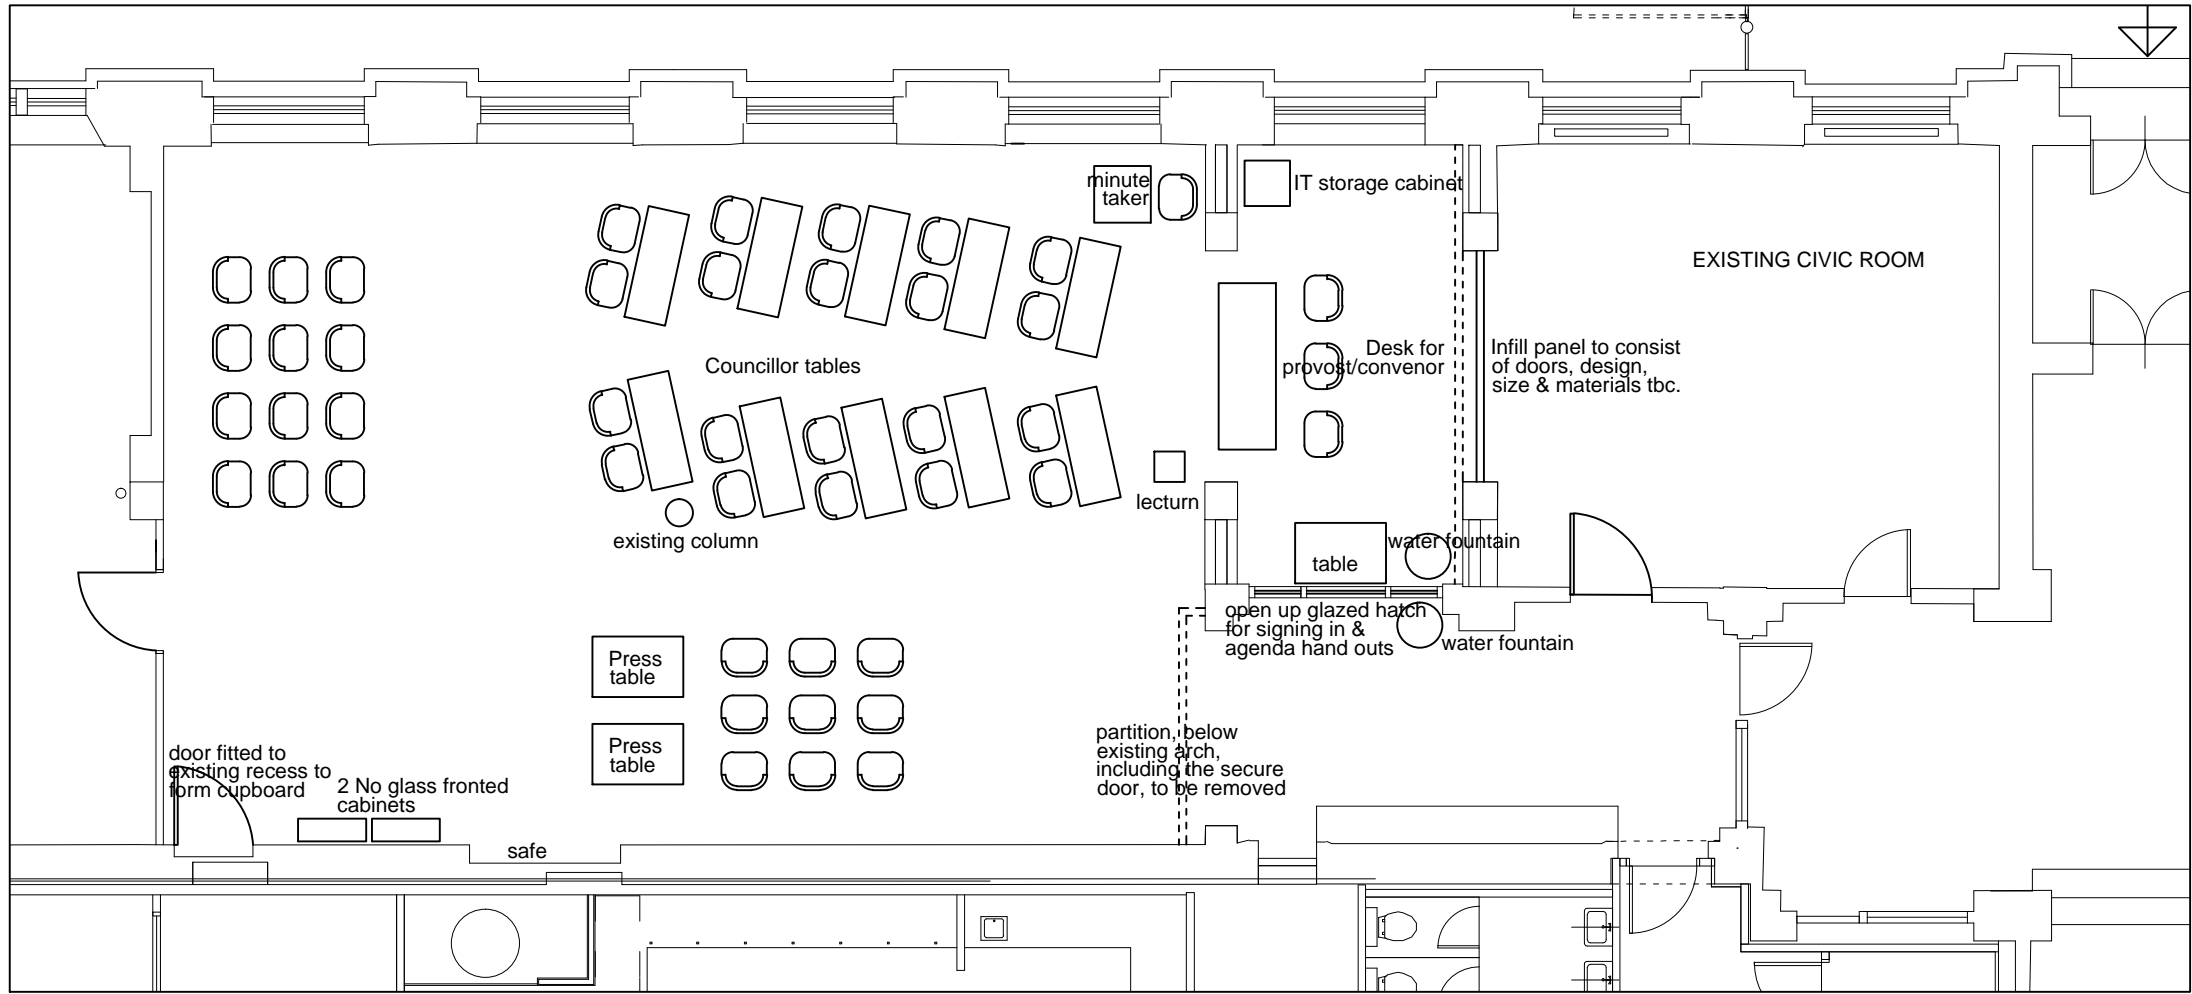 minute
taker
IT storage cabinet
EXISTING CIVIC ROOM
Councillor tables
Desk for
provost/convenor
Infill panel to consist
of doors, design,
size & materials tbc.
lecturn
existing column
water fountain
table
open up glazed hatch
for signing in &
agenda hand outs
water fountain
Press
table
Press
table
partition, below
existing arch,
including the secure
door, to be removed
door fitted to
existing recess to
form cupboard
2 No glass fronted
cabinets
safe